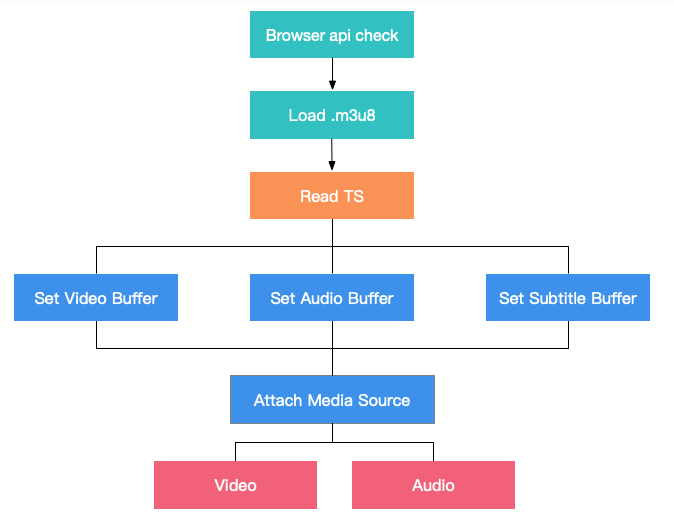 Browser api check
Load .m3u8
Read TS
Set Video Buffer
Set Audio Buffer
Set Subtitle Buffer
Attach Media Source
Video
Audio